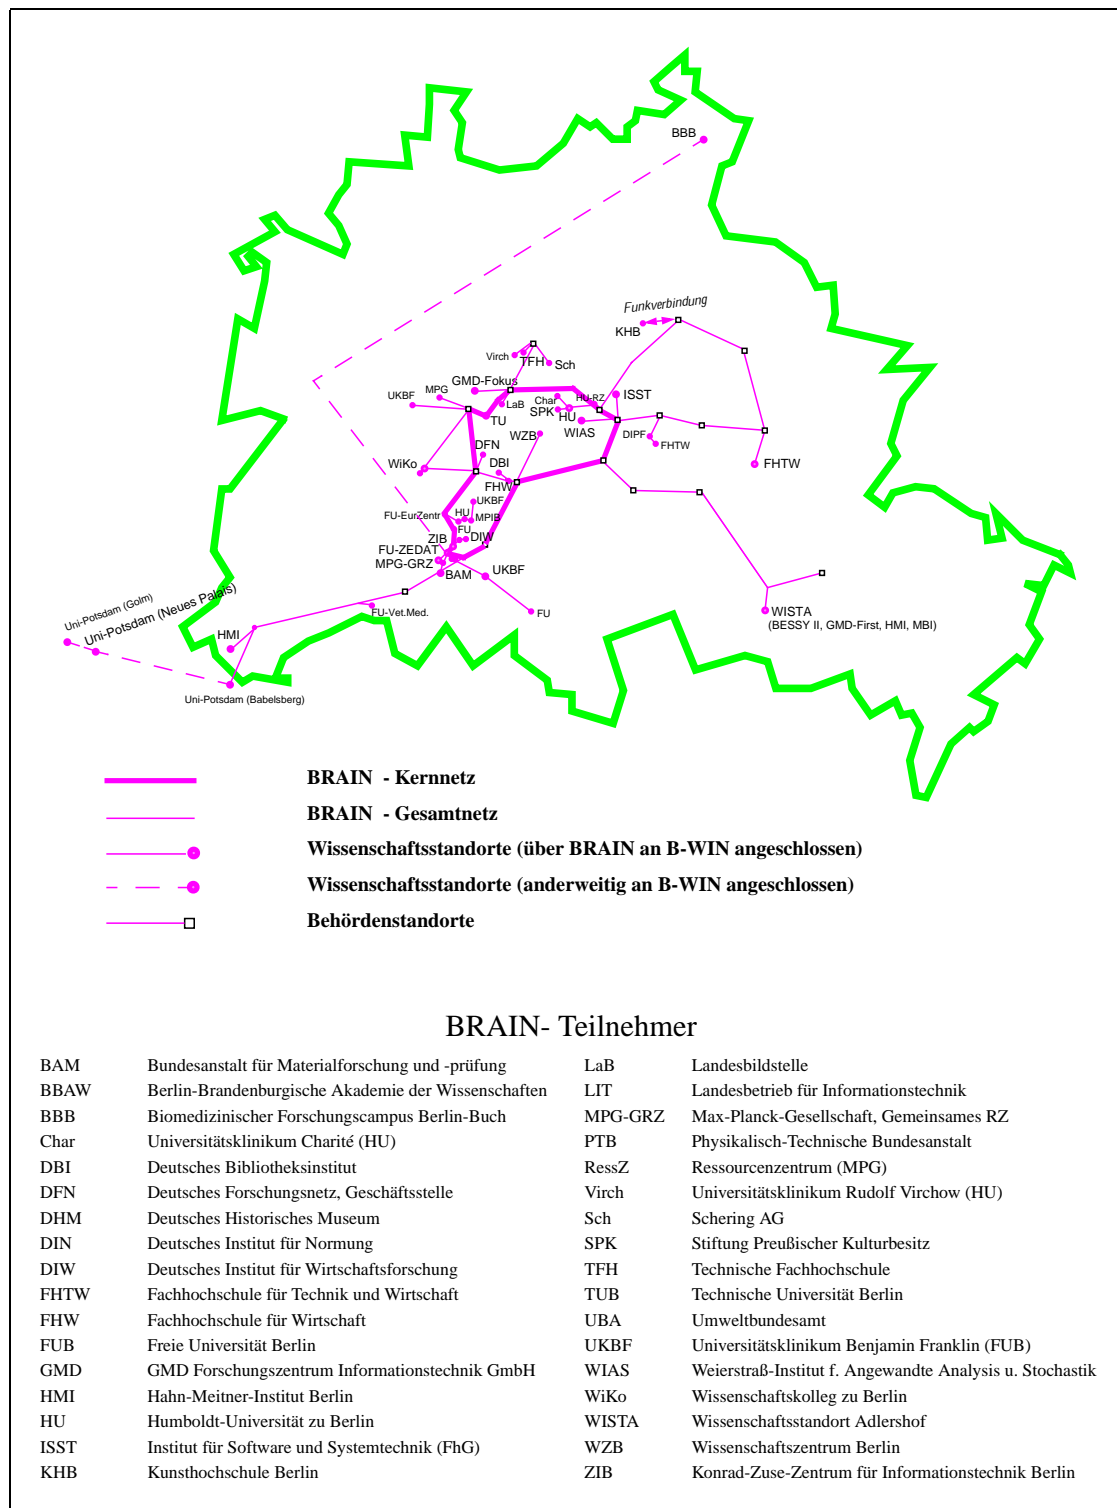 BBB
Funkverbindung
KHB
Virch
TFH
Sch
GMD-Fokus
MPG
UKBF
LaB
TU
Char
HU-RZ
ISST
SPK
HU
WIAS
WZB
DIPF
FHTW
FHTW
DFN
WiKo
DBI
FHW
UKBF
FU-EurZentr
HU
MPIB
FU
ZIB
DIW
FU-ZEDAT
MPG-GRZ
BAM
UKBF
FU-Vet.Med.
FU
WISTA
(BESSY II, GMD-First, HMI, MBI)
Uni-Potsdam (Golm)
Uni-Potsdam (Neues Palais)
HMI
Uni-Potsdam (Babelsberg)
BRAIN - Kernnetz
BRAIN - Gesamtnetz
Wissenschaftsstandorte (über BRAIN an B-WIN angeschlossen)
Wissenschaftsstandorte (anderweitig an B-WIN angeschlossen)
Behördenstandorte
BRAIN- Teilnehmer
BAM Bundesanstalt für Materialforschung und -prüfung
BBAW Berlin-Brandenburgische Akademie der Wissenschaften
BBB Biomedizinischer Forschungscampus Berlin-Buch
Char Universitätsklinikum Charité (HU)
DBI Deutsches Bibliotheksinstitut
DFN Deutsches Forschungsnetz, Geschäftsstelle
DHM Deutsches Historisches Museum
DIN Deutsches Institut für Normung
DIW Deutsches Institut für Wirtschaftsforschung
FHTW Fachhochschule für Technik und Wirtschaft
FHW Fachhochschule für Wirtschaft
FUB Freie Universität Berlin
GMD GMD Forschungszentrum Informationstechnik GmbH
HMI Hahn-Meitner-Institut Berlin
HU Humboldt-Universität zu Berlin
ISST Institut für Software und Systemtechnik (FhG)
KHB Kunsthochschule Berlin
LaB Landesbildstelle
LIT Landesbetrieb für Informationstechnik
MPG-GRZ Max-Planck-Gesellschaft, Gemeinsames RZ
PTB Physikalisch-Technische Bundesanstalt
RessZ Ressourcenzentrum (MPG)
Virch Universitätsklinikum Rudolf Virchow (HU)
Sch Schering AG
SPK Stiftung Preußischer Kulturbesitz
TFH Technische Fachhochschule
TUB Technische Universität Berlin
UBA Umweltbundesamt
UKBF Universitätsklinikum Benjamin Franklin (FUB)
WIAS Weierstraß-Institut f. Angewandte Analysis u. Stochastik
WiKo Wissenschaftskolleg zu Berlin
WISTA Wissenschaftsstandort Adlershof
WZB Wissenschaftszentrum Berlin
ZIB Konrad-Zuse-Zentrum für Informationstechnik Berlin